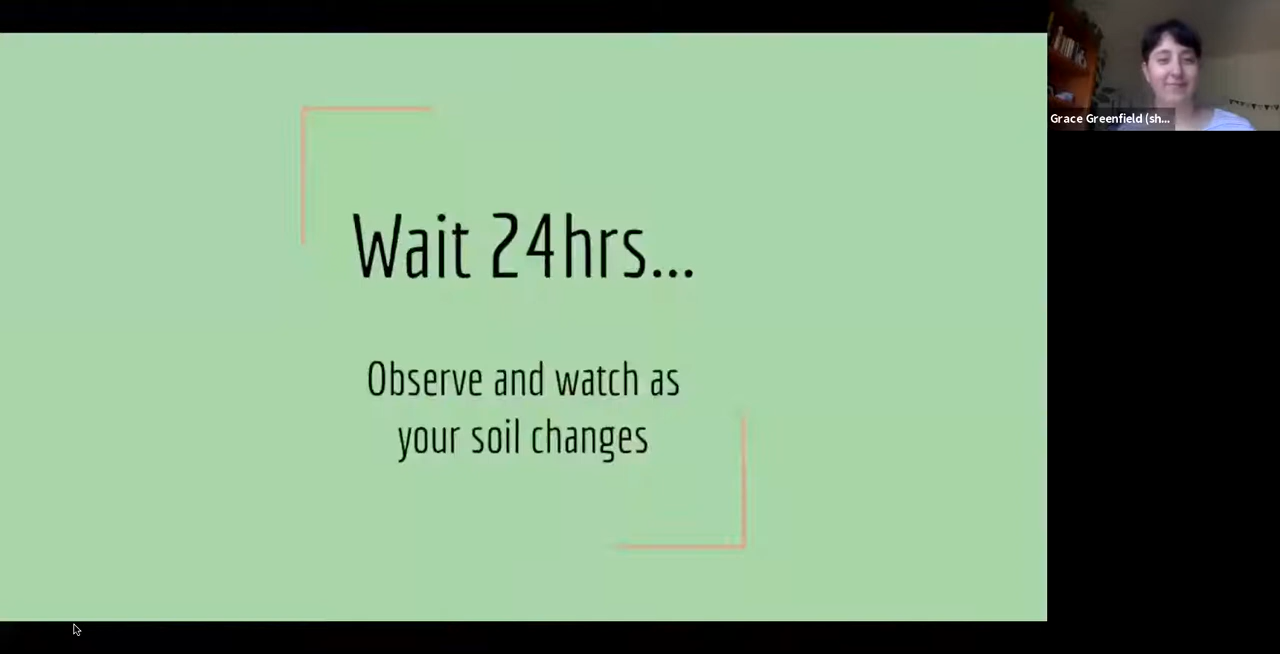 Wait 24hrs...
Observe and watch as
your soil changes
Grace Greenfield (sh...